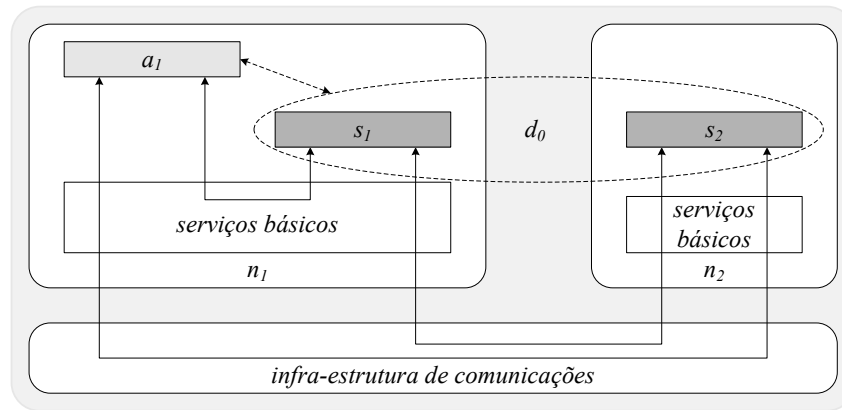 a1
s1
d0
s2
serviços básicos
serviços
básicos
n1
n2
infra-estrutura de comunicações